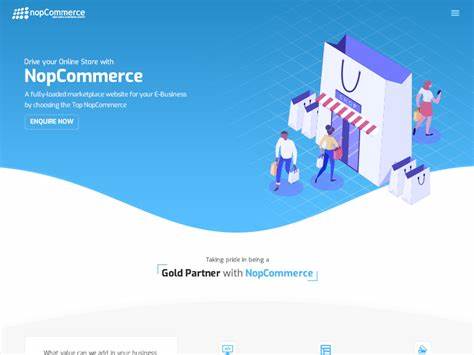 nopCommerce
Drive your Online Store with
NopCommerce
A fully-loaded marketplace website for your E-Business
by choosing the Top NopCommerce
ENQUIRE NOW
Taking pride in being a
Gold Partner with NopCommerce
What value can we add in your business